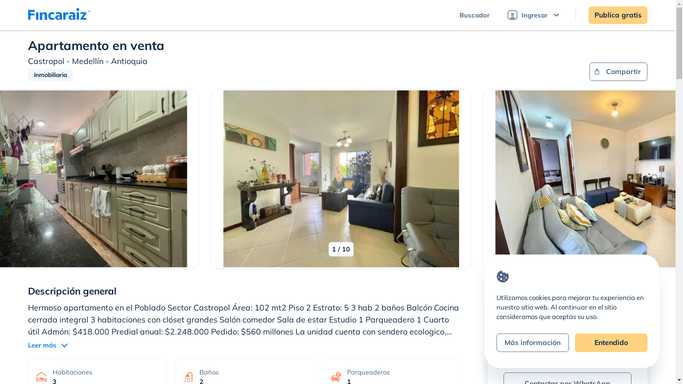 Fincaraiz
Buscador
Ingresar
Publica gratis
Apartamento en venta
Castropol - Medellín - Antioquia
Inmobiliaria
Compartir
1 / 10
Descripción general
Hermoso apartamento en el Poblado Sector Castropol Área: 102 mt2 Piso 2 Estrato: 5 3 hab 2 baños Balcón Cocina
cerrada integral 3 habitaciones con clóset grandes Salón comedor Sala de estar Estudio 1 Parqueadero 1 Cuarto
útil Admón: $418.000 Predial anual: $2.248.000 Pedido: $560 millones La unidad cuenta con sendero ecológico,...
Leer más
Habitaciones
3
Baños
2
Parqueaderos
1
Utilizamos cookies para mejorar tu experiencia en
nuestro sitio web. Al continuar en el sitio
consideramos que aceptas su uso.
Más información
Entendido
Contactar por WhatsApp